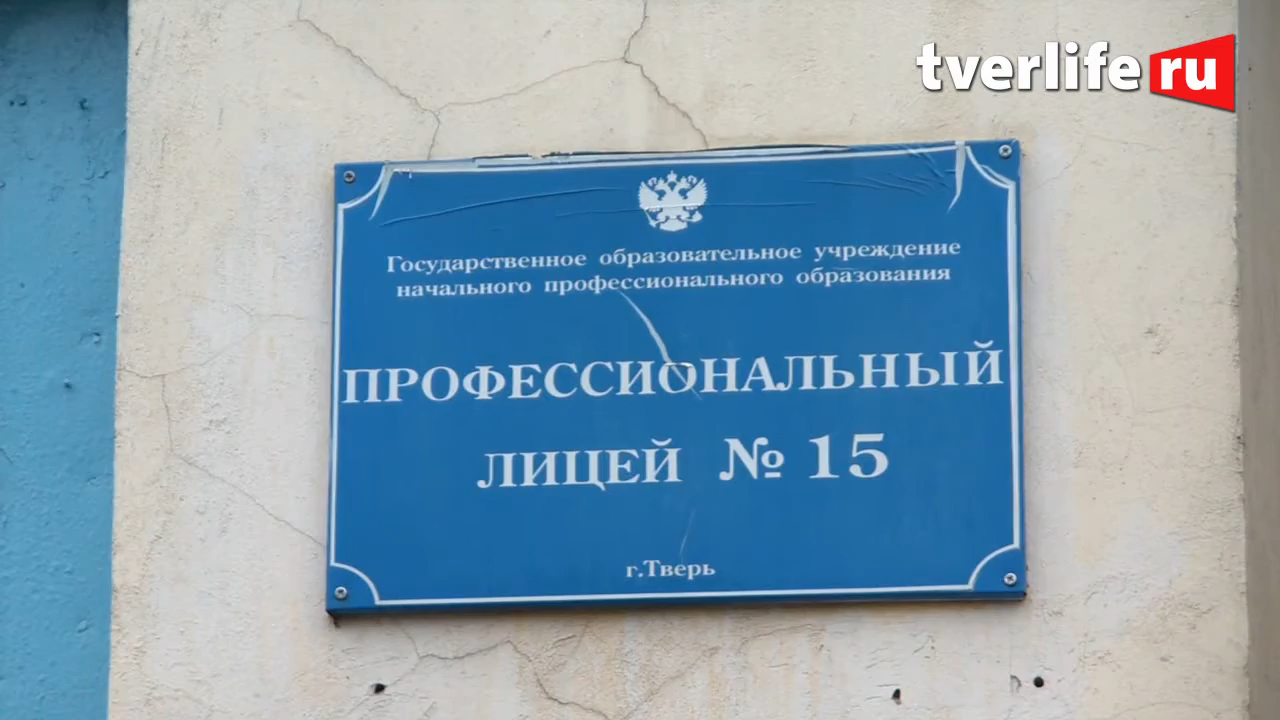 tverlife ru
Государственное образовательное учреждение
начального профессионального образования
ПРОФЕССИОНАЛЬНЫЙ
ЛИЦЕЙ № 15
г.Тверь